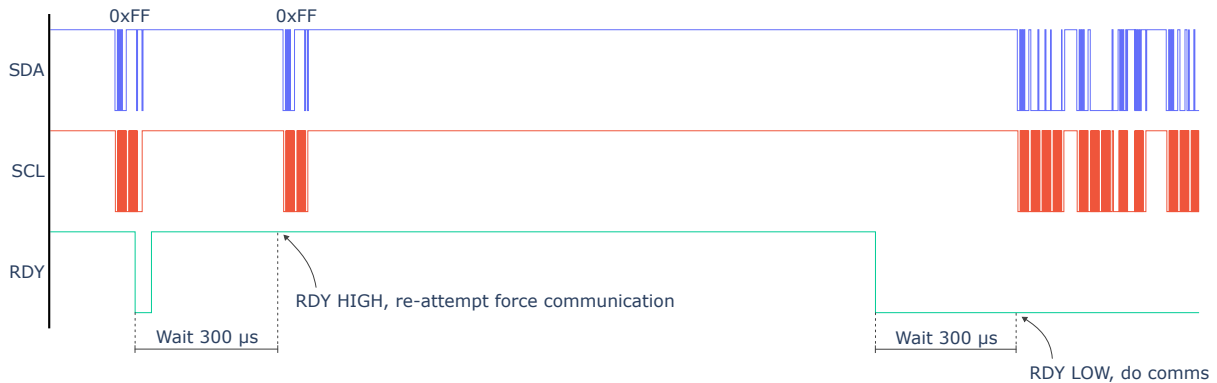 0xFF
0xFF
SDA
SCL
RDY
RDY HIGH, re-attempt force communication
Wait 300 µs
Wait 300 µs
RDY LOW, do comms